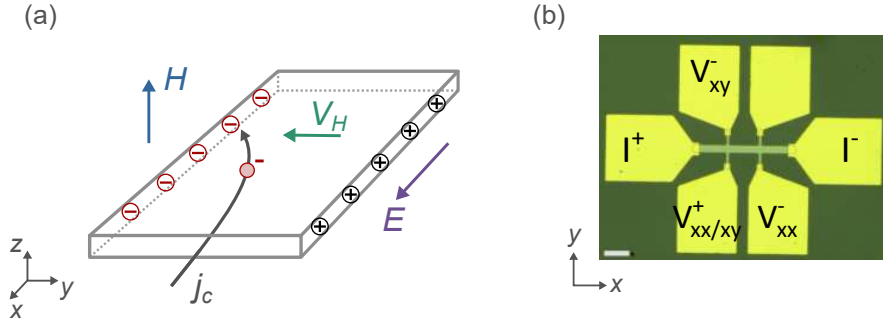 (a)
H
V_H
-
E
j_c
z
y
x
(b)
V⁻_xy
I⁺
I⁻
V⁺_xx/xy
V⁻_xx
y
x